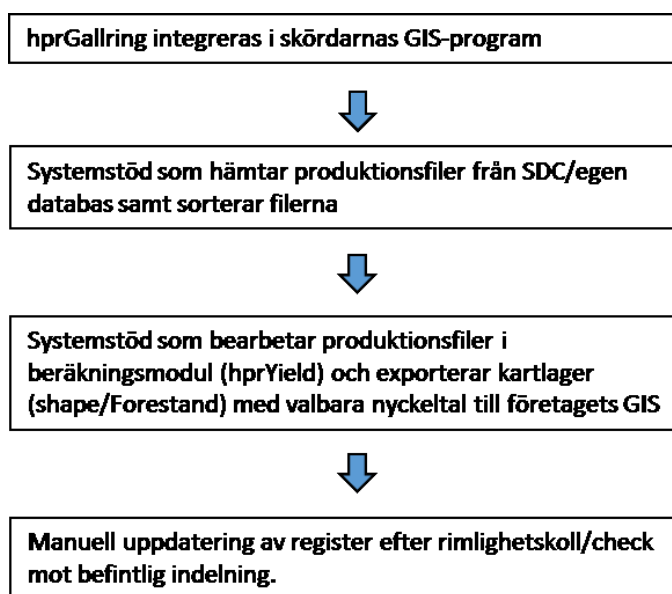 hprGallring integreras i skördarnas GIS-program
Systemstöd som hämtar produktionsfiler från SDC/egen
databas samt sorterar filerna
Systemstöd som bearbetar produktionsfiler i
beräkningsmodul (hprYield) och exporterar kartlager
(shape/Forestand) med valbara nyckeltal till företagets GIS
Manuell uppdatering av register efter rimlighetskoll/check
mot befintlig indelning.